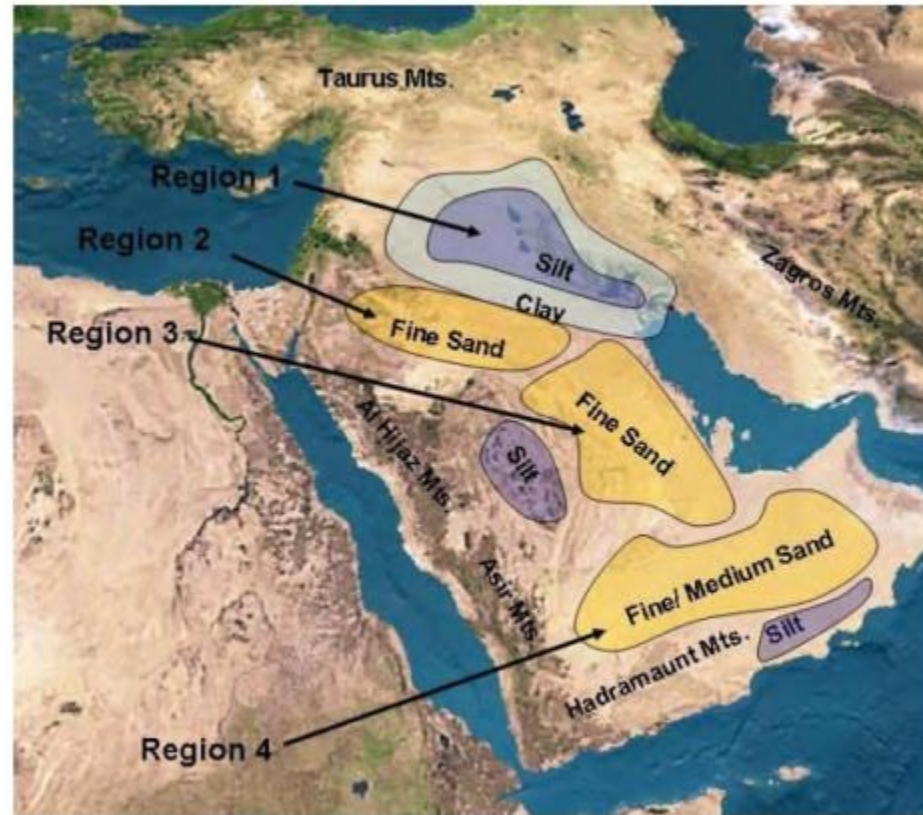 Taurus Mts.
Region 1
Region 2
Silt
Zagros Mts.
Clay
Region 3
Fine Sand
Fine Sand
Al Hijaz Mts.
Silt
Asir Mts.
Fine/ Medium Sand
Silt
Hadramaunt Mts.
Region 4